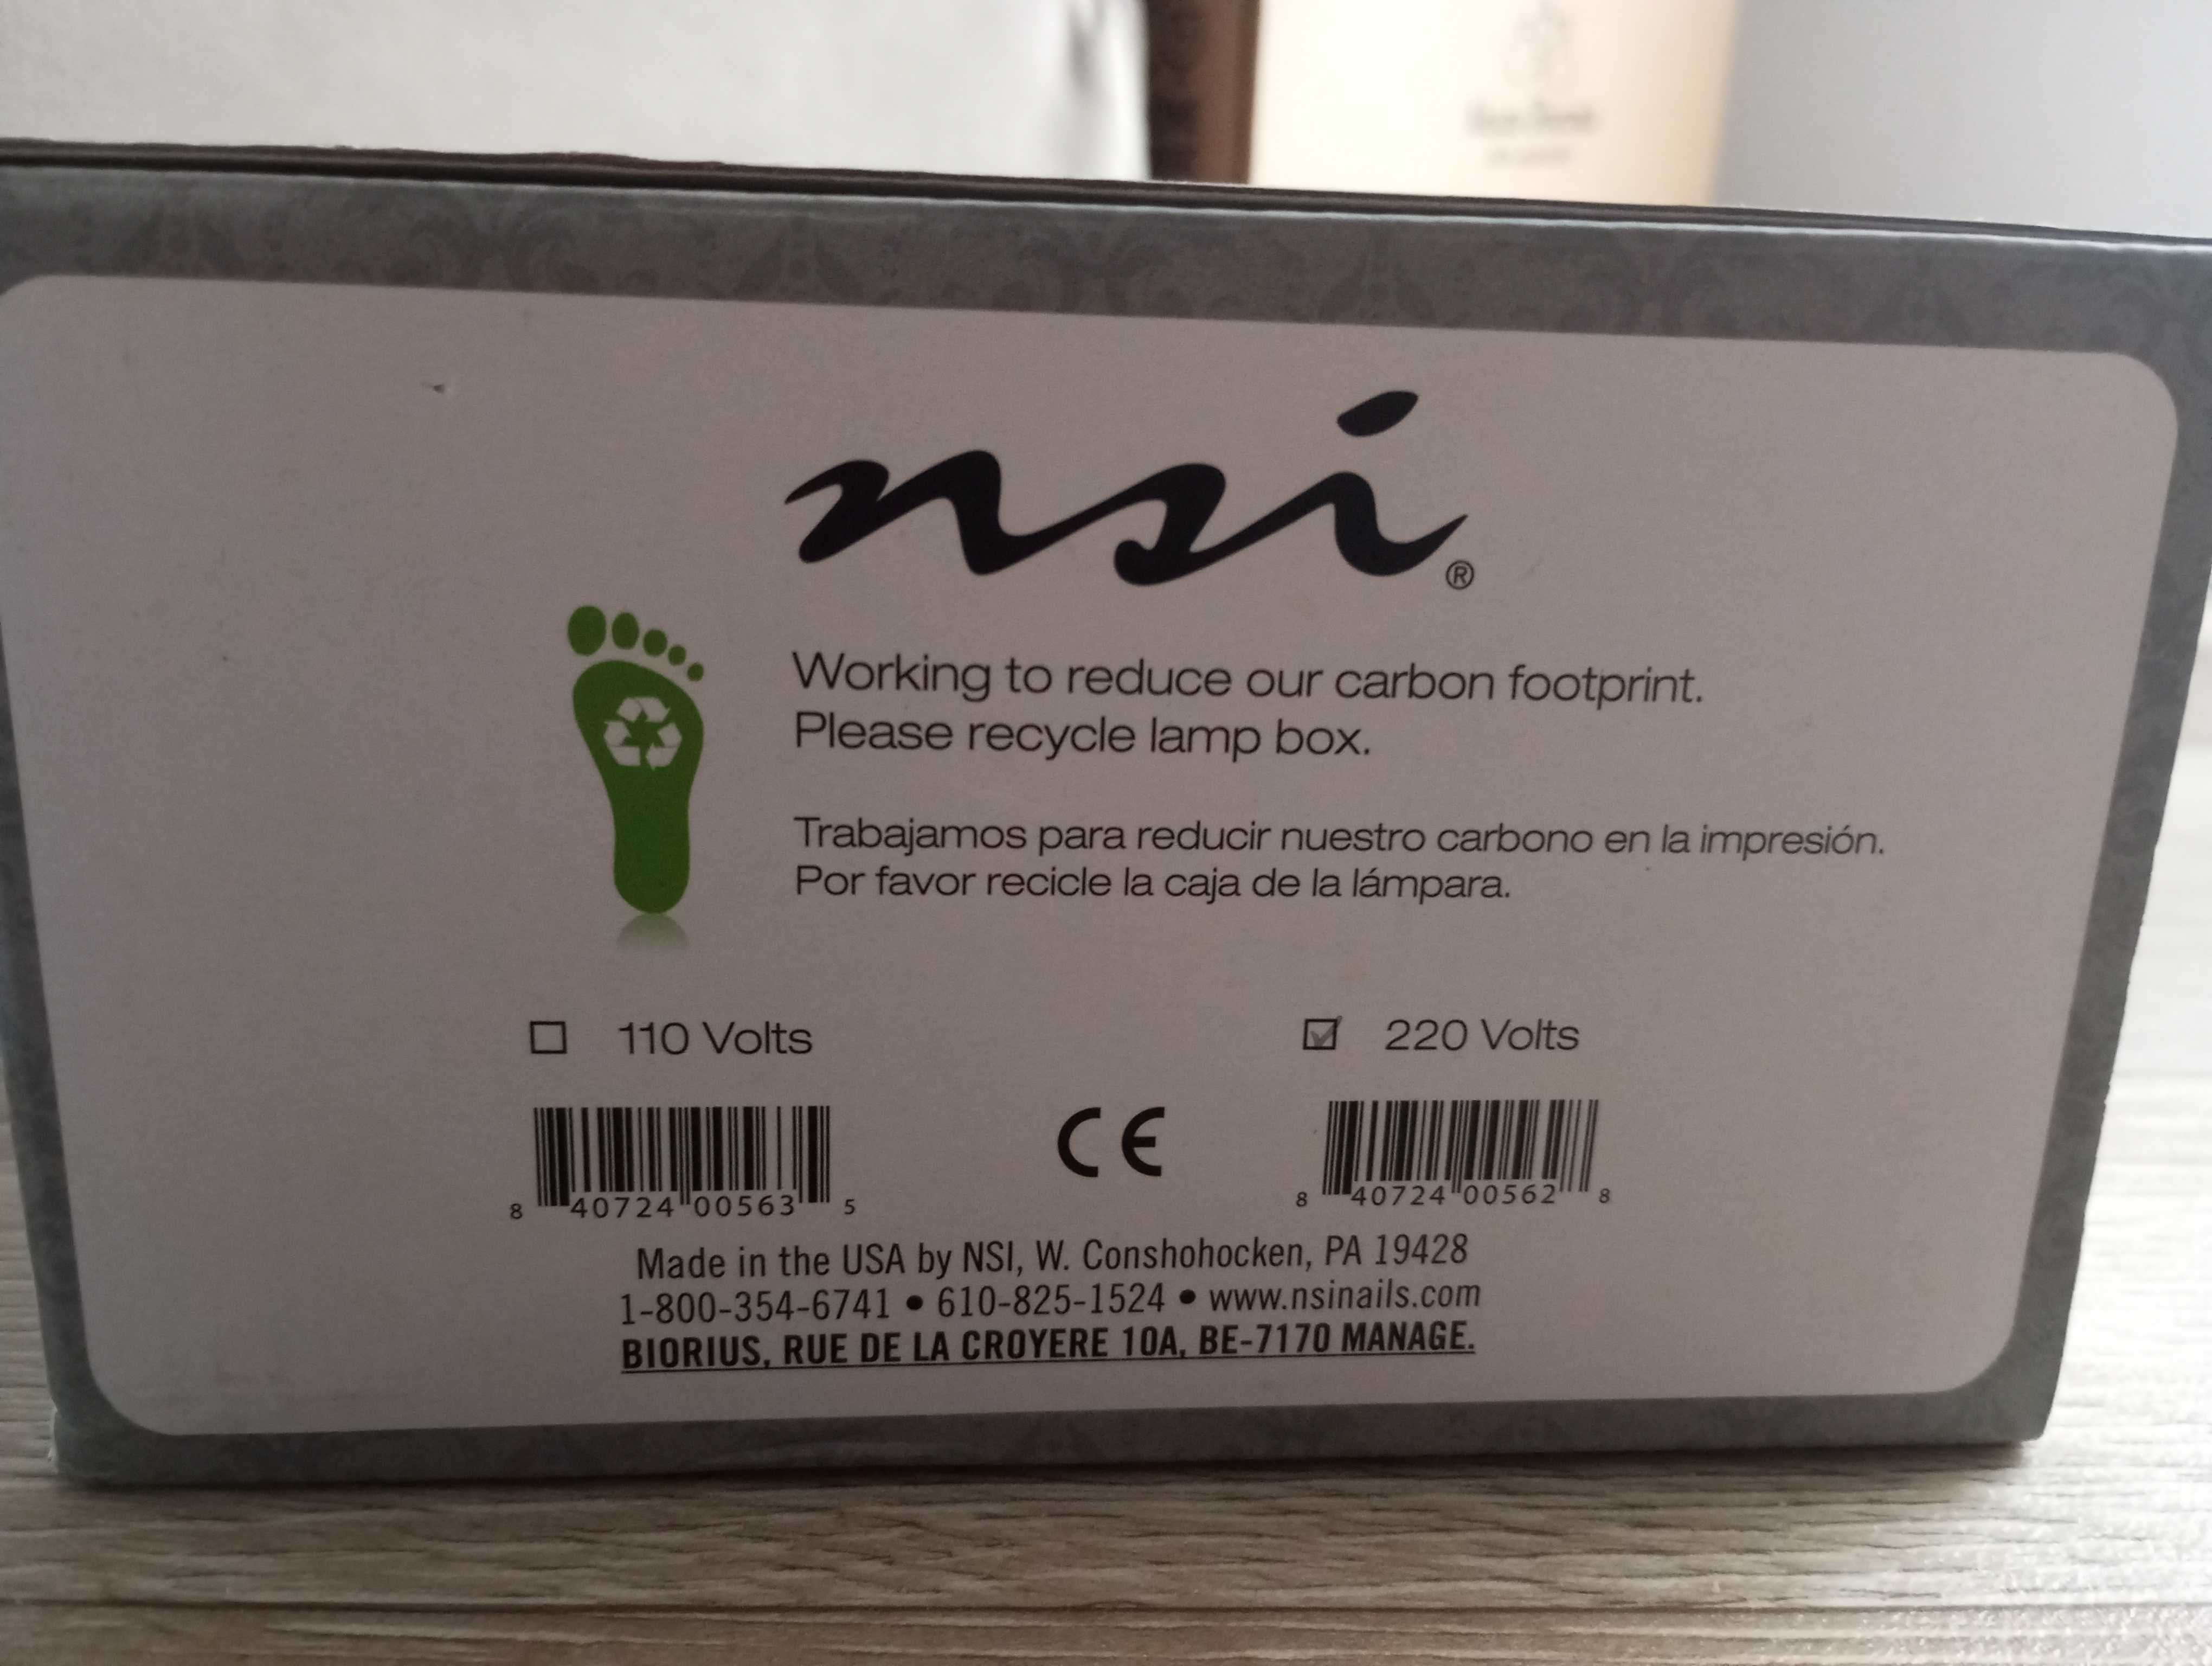 nsi®
Working to reduce our carbon footprint.
Please recycle lamp box.
Trabajamos para reducir nuestro carbono en la impresión.
Por favor recicle la caja de la lámpara.
110 Volts
220 Volts
8 40724 00563 5
CE
8 40724 00562 8
Made in the USA by NSI, W. Conshohocken, PA 19428
1-800-354-6741 • 610-825-1524 • www.nsinails.com
BIORIUS, RUE DE LA CROYERE 10A, BE-7170 MANAGE.